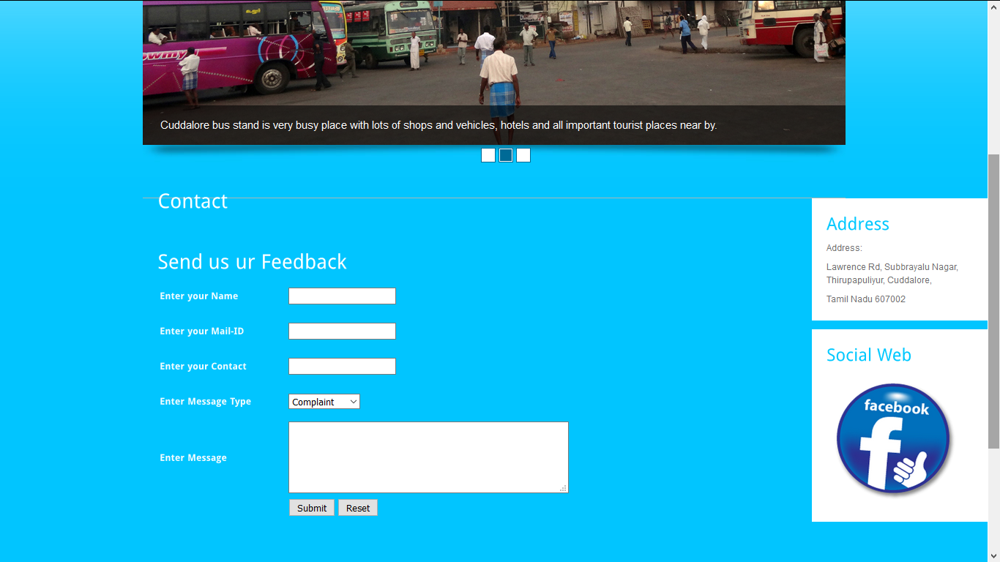 கடலூர்
owmy
Cuddalore bus stand is very busy place with lots of shops and vehicles, hotels and all important tourist places near by.
Contact
Address
Address:
Lawrence Rd, Subbrayalu Nagar,
Thirupapuliyur, Cuddalore,
Tamil Nadu 607002
Send us ur Feedback
Enter your Name
Enter your Mail-ID
Enter your Contact
Enter Message Type
Complaint
Enter Message
Submit
Reset
Social Web
facebook
f